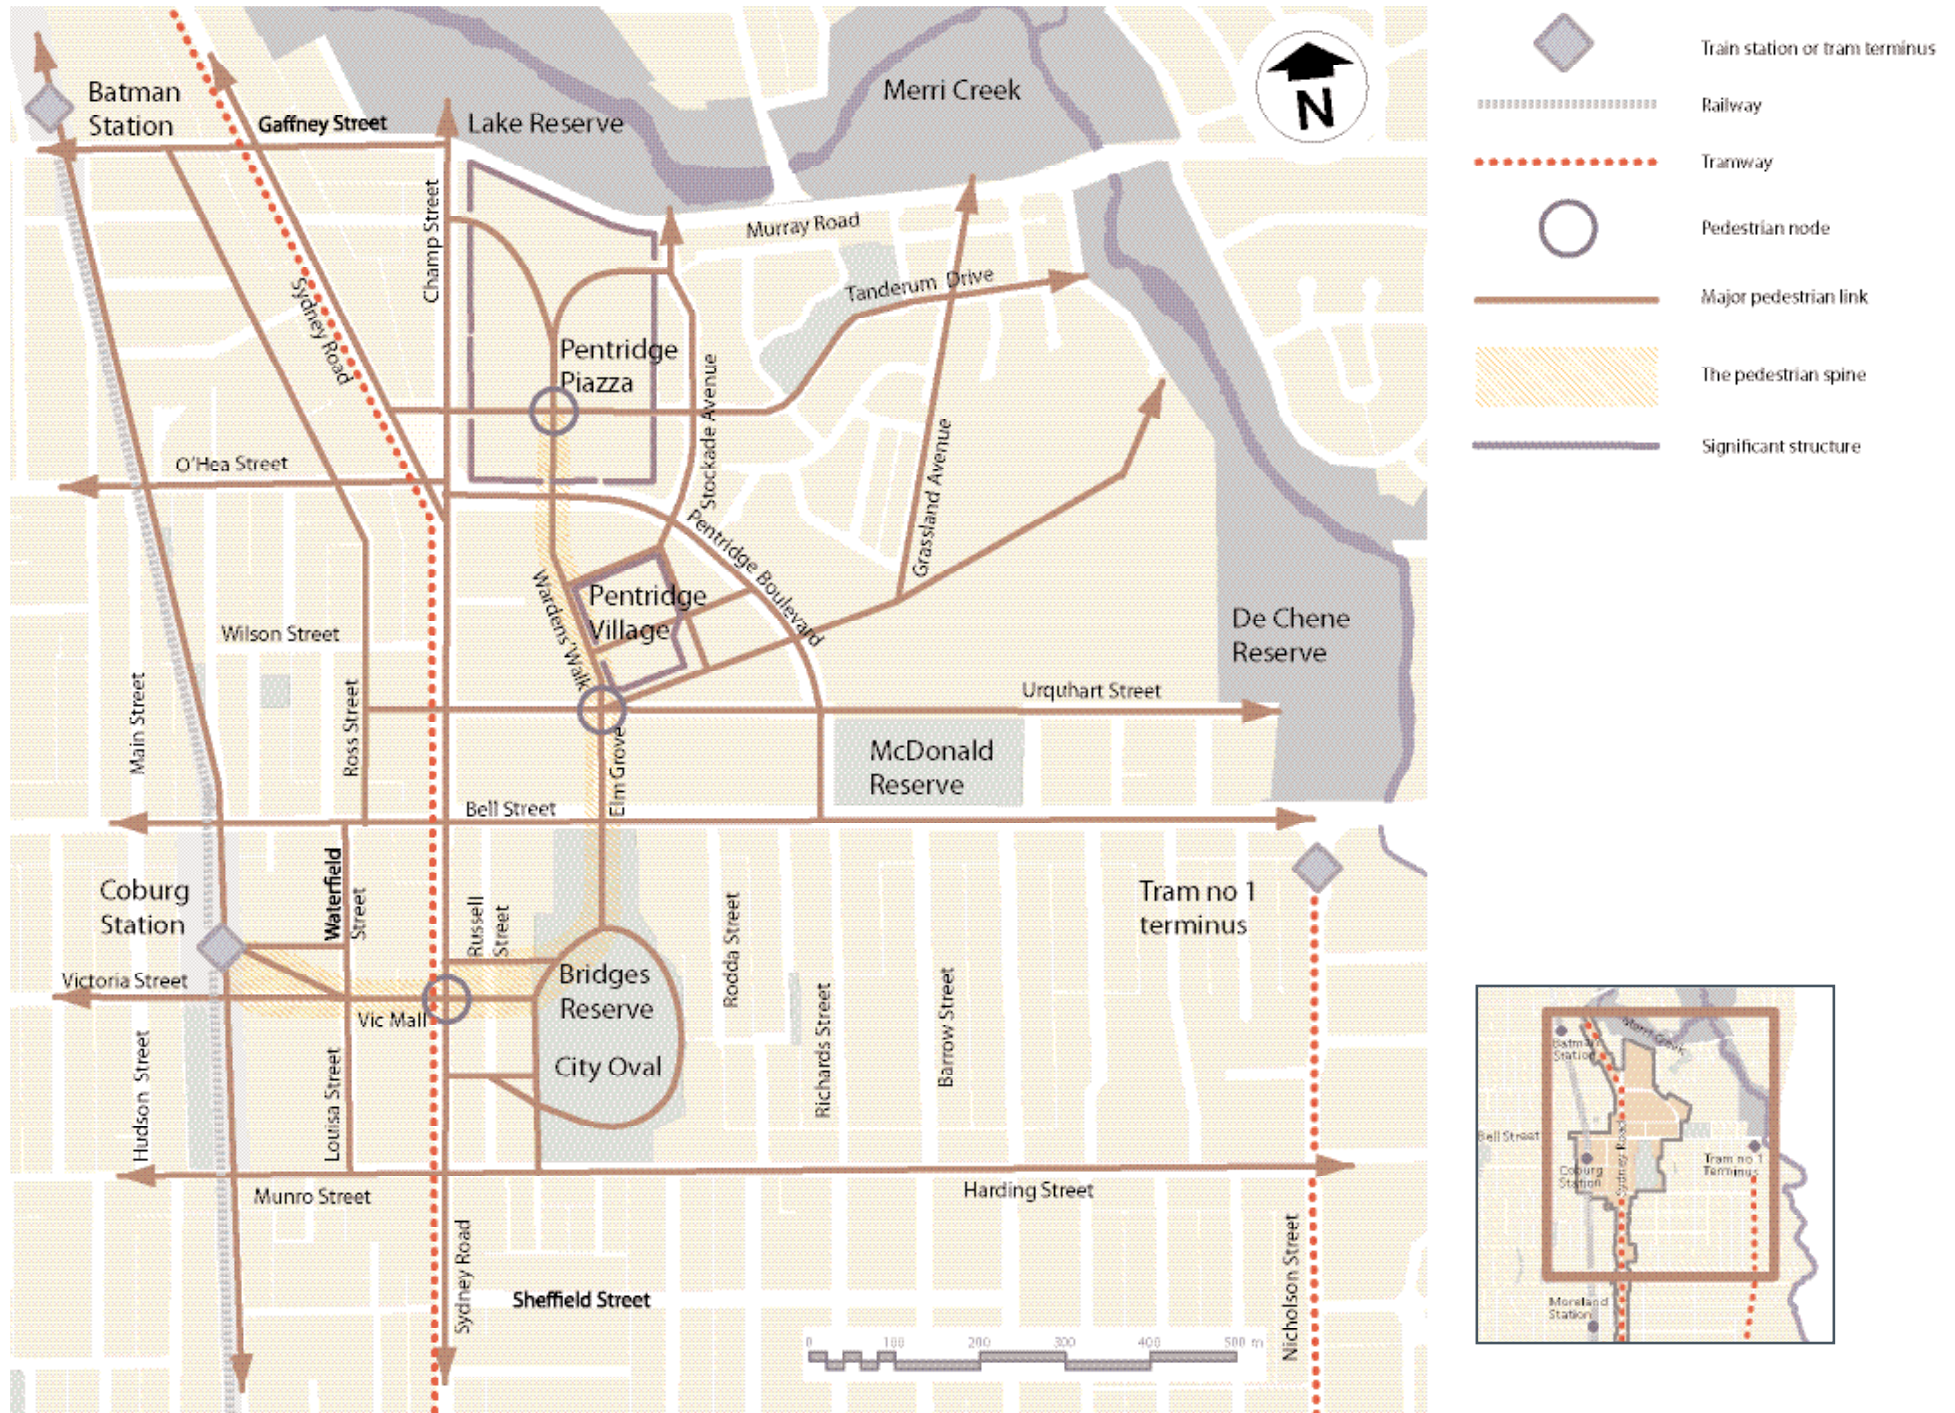 Batman
Station
Gaffney Street
Lake Reserve
Merri Creek
N
Champ Street
Murray Road
Sydney Road
Tanderum Drive
Pentridge
Piazza
Stockade Avenue
O'Hea Street
Grassland Avenue
Pentridge Boulevard
Wardens' Walk
Pentridge
Village
Wilson Street
De Chene
Reserve
Main Street
Ross Street
Urquhart Street
Elm Grove
McDonald
Reserve
Bell Street
Coburg
Station
Waterfield
Street
Russell
Street
Rodda Street
Tram no 1
terminus
Victoria Street
Vic Mall
Bridges
Reserve
City Oval
Hudson Street
Louisa Street
Richards Street
Barrow Street
Munro Street
Harding Street
Sydney Road
Sheffield Street
Nicholson Street
0 100 200 300 400 500 m
Train station or tram terminus
Railway
Tramway
Pedestrian node
Major pedestrian link
The pedestrian spine
Significant structure
Merri Creek
Batman
Station
Bell Street
Sydney Road
Coburg
Station
Tram no 1
Terminus
Moreland
Station